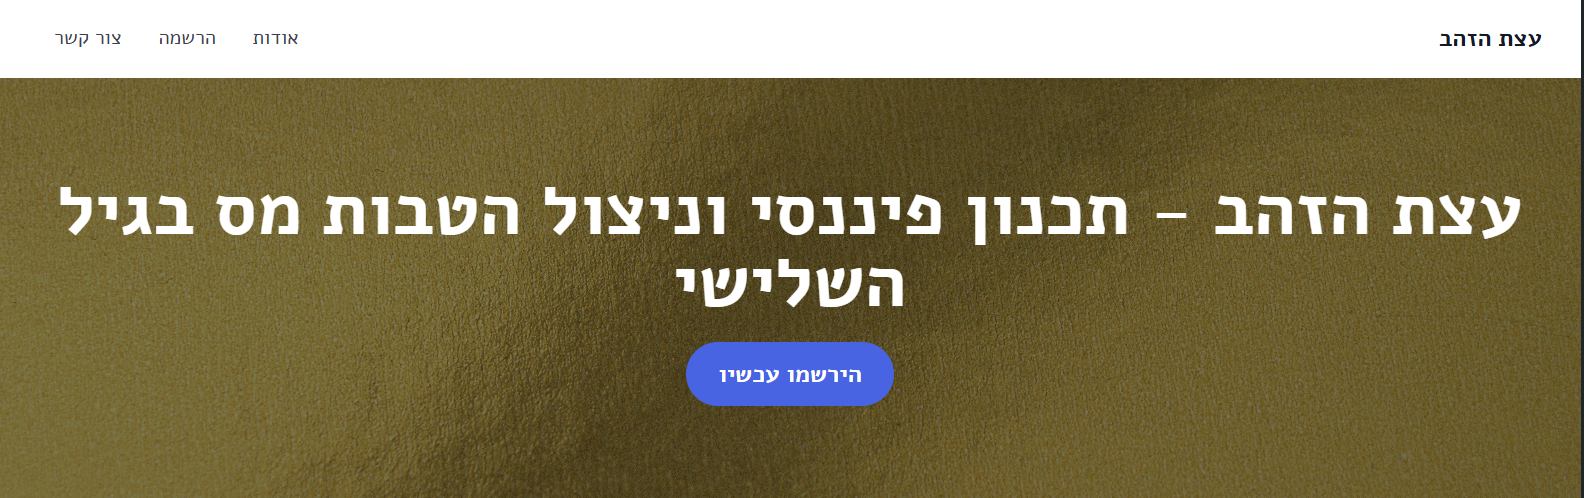 עצת הזהב
אודות
הרשמה
צור קשר
עצת הזהב – תכנון פיננסי וניצול הטבות מס בגיל
השלישי
הירשמו עכשיו